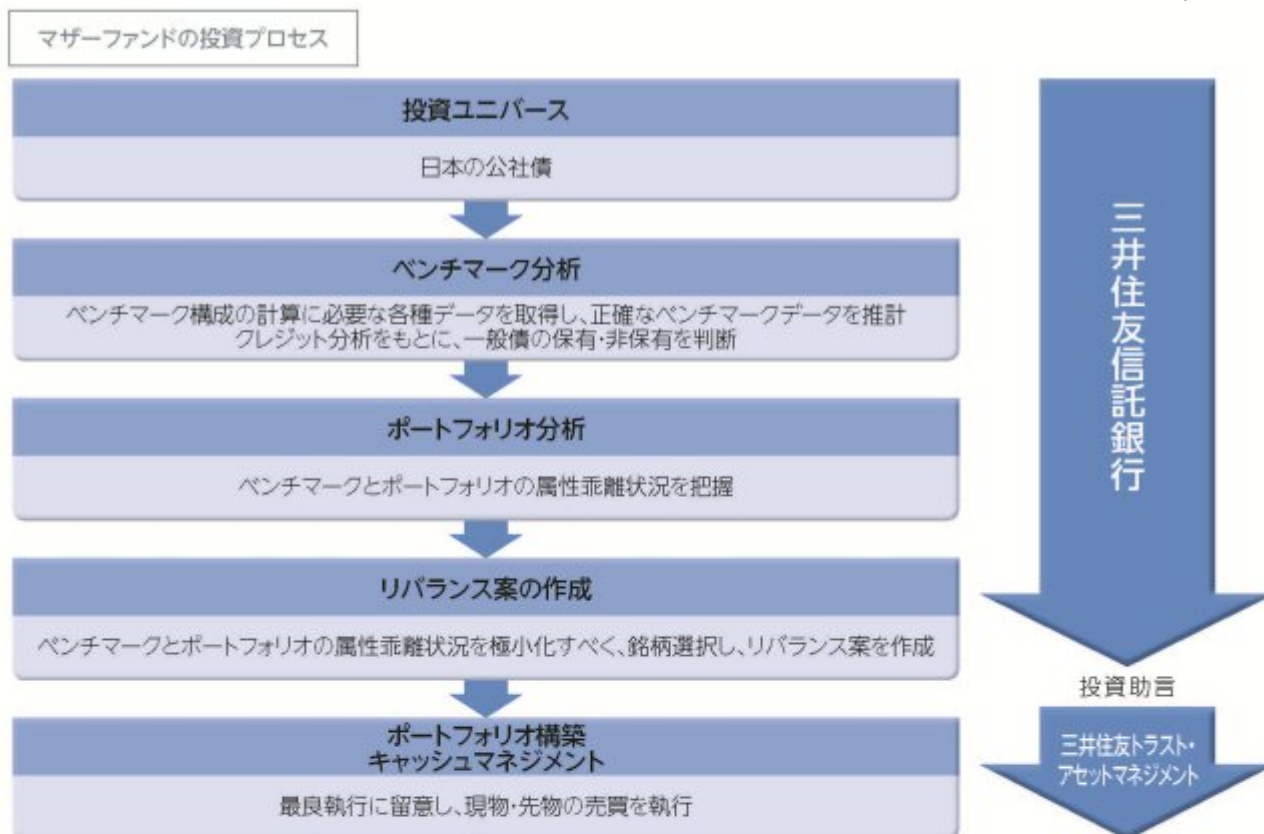 マザーファンドの投資プロセス
投資ユニバース
日本の公社債
ベンチマーク分析
ベンチマーク構成の計算に必要な各種データを取得し、正確なベンチマークデータを推計
クレジット分析をもとに、一般債の保有・非保有を判断
ポートフォリオ分析
ベンチマークとポートフォリオの属性乖離状況を把握
リバランス案の作成
ベンチマークとポートフォリオの属性乖離状況を極小化すべく、銘柄選択し、リバランス案を作成
ポートフォリオ構築
キャッシュマネジメント
最良執行に留意し、現物・先物の売買を執行
三井住友信託銀行
投資助言
三井住友トラスト・
アセットマネジメント